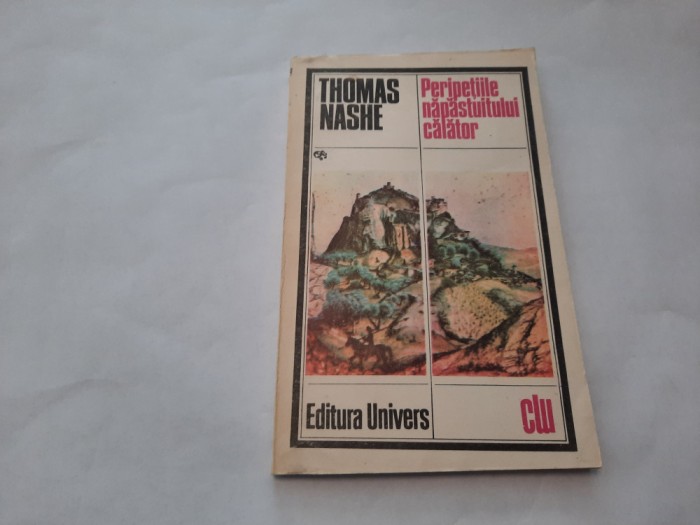 THOMAS
NASHE
Peripețiile
năpăstuitului
călător
Editura Univers
clu